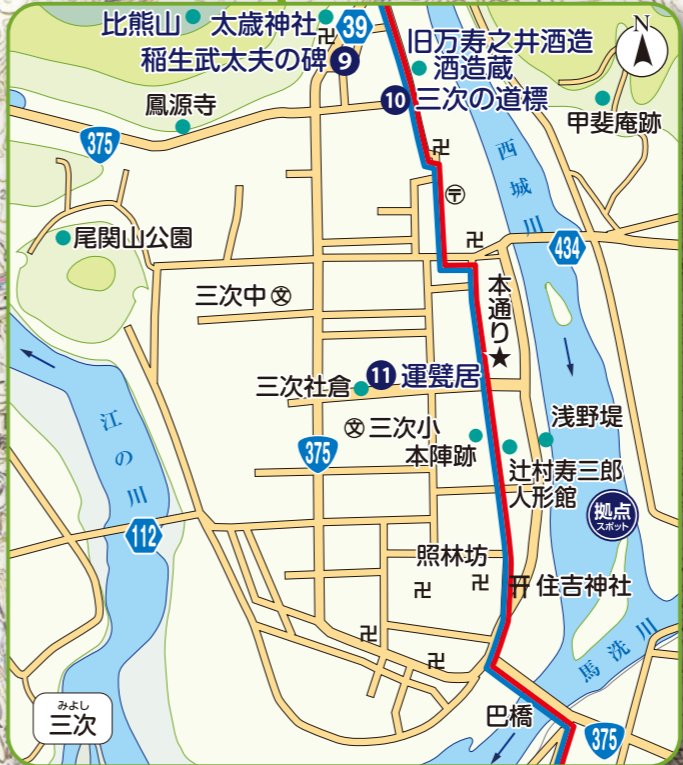 比熊山 太歳神社
39
稲生武太夫の碑 9
旧万寿之井酒造
酒造蔵
N
10 三次の道標
鳳源寺
375
甲斐庵跡
西城川
〒
尾関山公園
434
三次中 文
本通り
★
三次社倉
11 運甓居
浅野堤
文 三次小
375
本陣跡
辻村寿三郎
人形館
江の川
拠点
スポット
112
照林坊
住吉神社
馬洗川
みよし
三次
巴橋
375